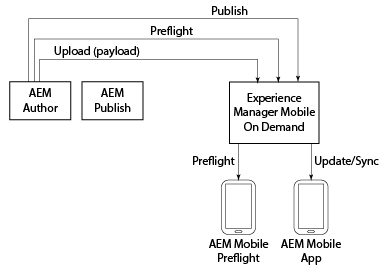 Publish
Preflight
Upload (payload)
AEM
Author
AEM
Publish
Experience
Manager Mobile
On Demand
Preflight
Update/Sync
AEM Mobile
Preflight
AEM Mobile
App